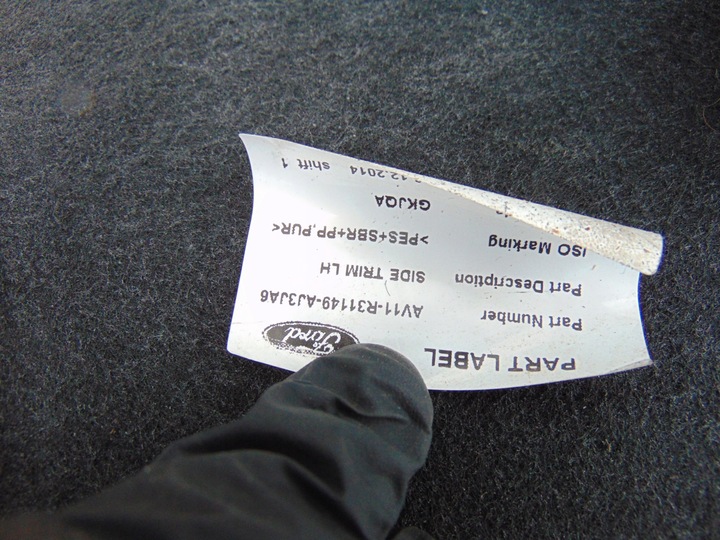 PART LABEL
Ford
Part Number AV11-R31149-AJ3JA6
Part Description SIDE TRIM LH
ISO Marking >PES+SBR+PP,PUR<
GKJQA
.12.2014 shift 1